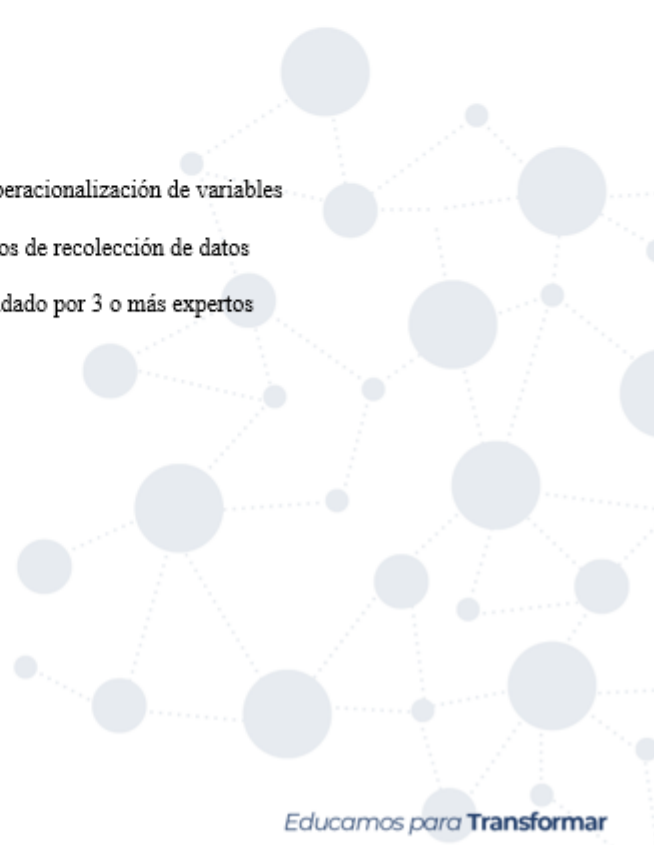 peracionalización de variables
os de recolección de datos
dado por 3 o más expertos
Educamos para Transformar